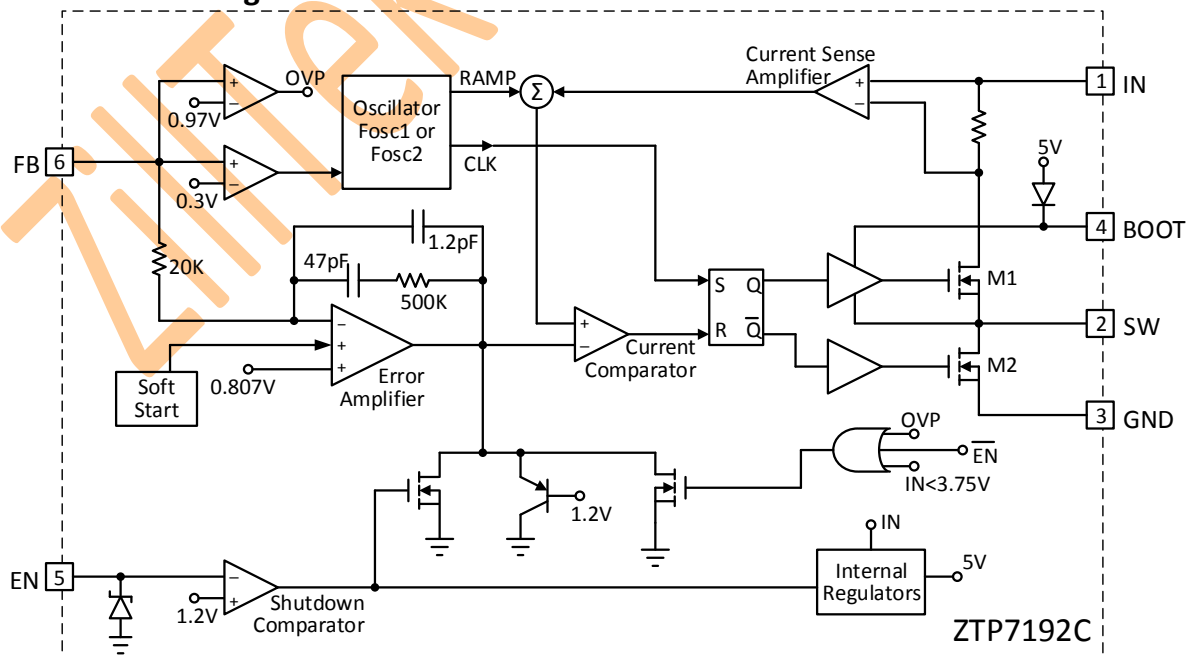 g
ZillTek
OVP
RAMP
Σ
Current Sense
Amplifier
+
−
1
IN
+
−
0.97V
Oscillator
Fosc1 or
Fosc2
CLK
5V
FB
6
+
−
0.3V
4
BOOT
1.2pF
20K
47pF
500K
S
Q
R
Q
M1
2
SW
−
+
+
Error
Amplifier
Soft
Start
0.807V
+
−
Current
Comparator
M2
3
GND
OVP
EN
IN<3.75V
1.2V
IN
EN
5
−
+
1.2V
Shutdown
Comparator
Internal
Regulators
5V
ZTP7192C